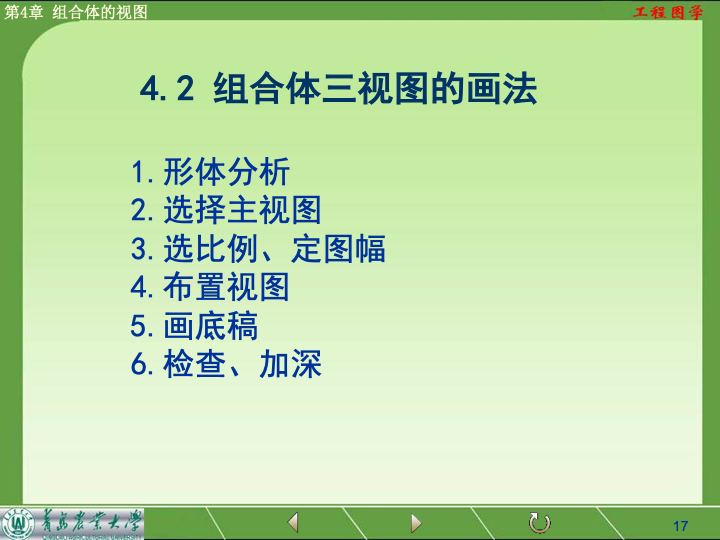 第4章 组合体的视图
工程图学
4.2 组合体三视图的画法
1.形体分析
2.选择主视图
3.选比例、定图幅
4.布置视图
5.画底稿
6.检查、加深
青岛农业大学
17